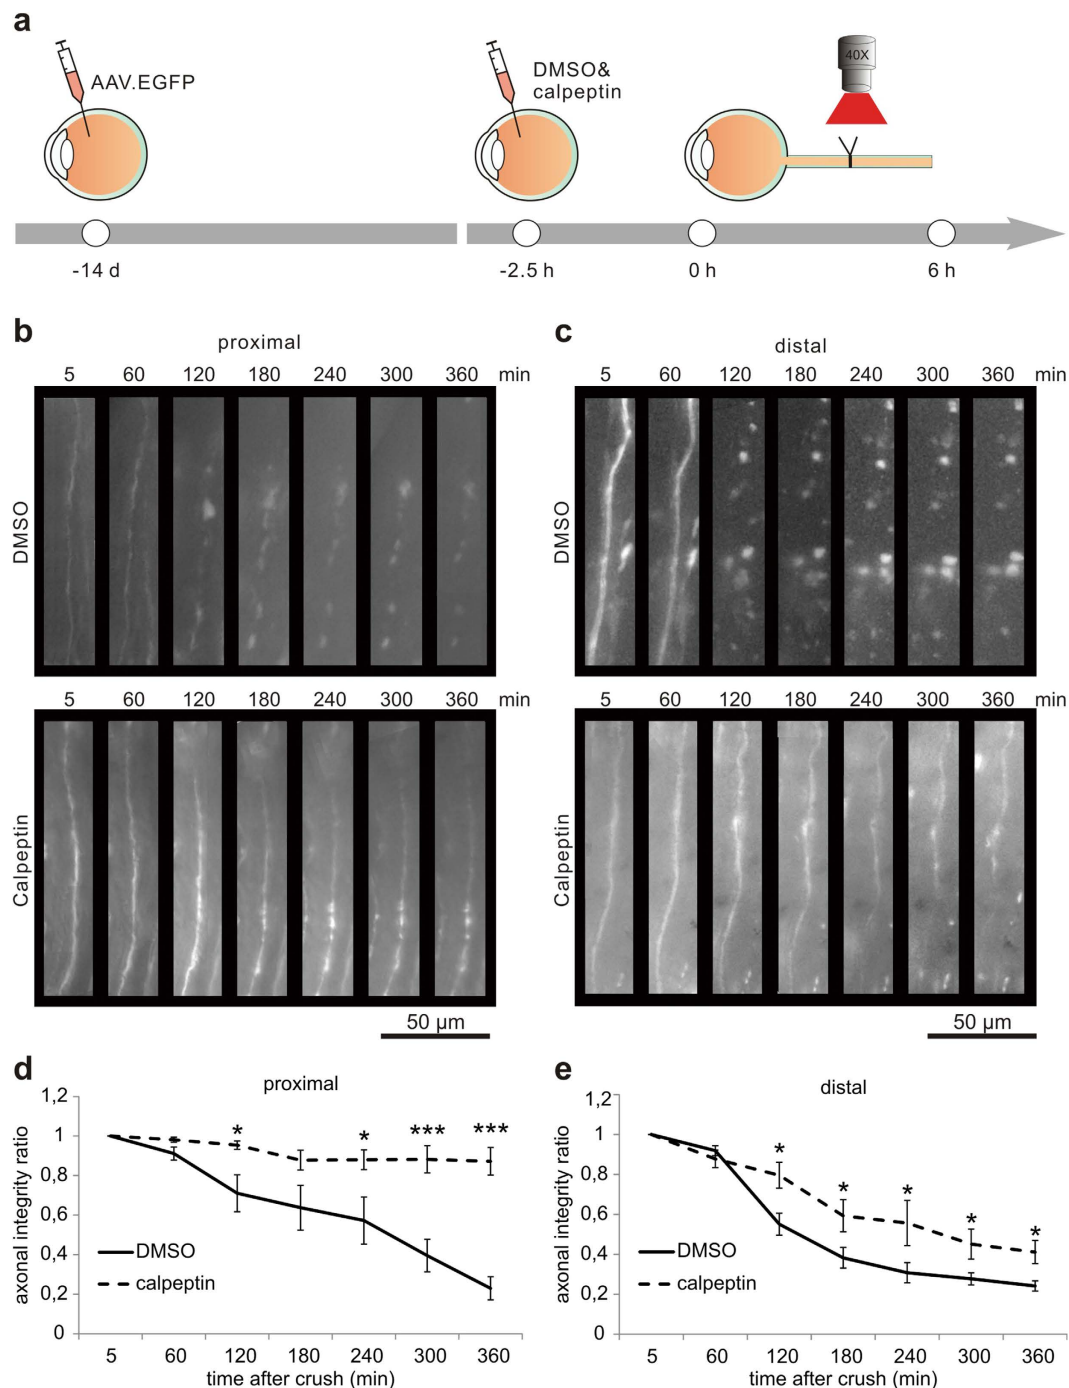 a
AAV.EGFP
DMSO&
calpeptin
40X
-14 d
-2.5 h
0 h
6 h
b
proximal
5 60 120 180 240 300 360 min
DMSO
5 60 120 180 240 300 360 min
Calpeptin
50 µm
c
distal
5 60 120 180 240 300 360 min
DMSO
5 60 120 180 240 300 360 min
Calpeptin
50 µm
d
proximal
1,2
1
0,8
0,6
0,4
0,2
0
axonal integrity ratio
* * *** ***
DMSO
calpeptin
5 60 120 180 240 300 360
time after crush (min)
e
distal
1,2
1
0,8
0,6
0,4
0,2
0
axonal integrity ratio
* * * * *
DMSO
calpeptin
5 60 120 180 240 300 360
time after crush (min)